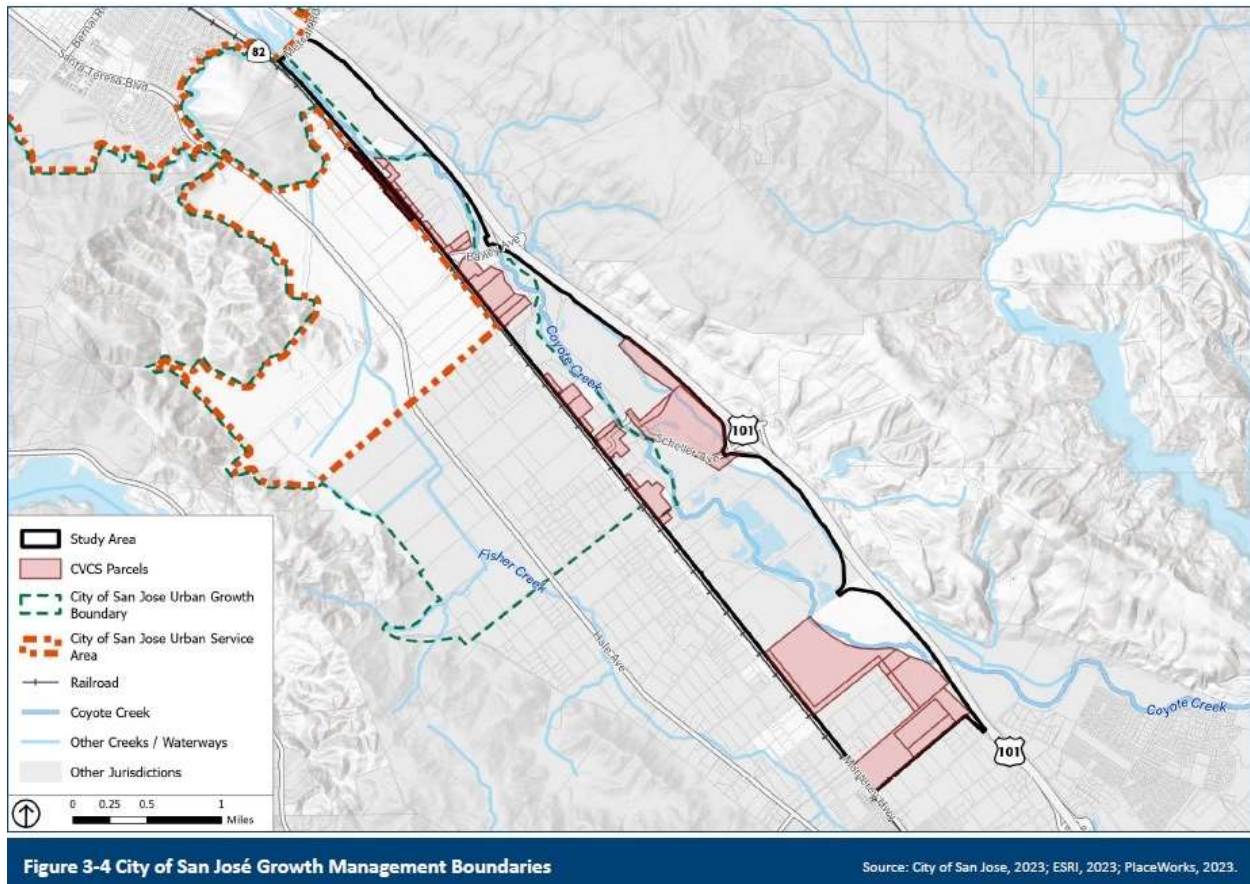 Bernal R
Santa Teresa Blvd
82
Metcalf Rd
Bailey Ave
Coyote Creek
101
Scheller Ave
Fisher Creek
Hale Ave
Coyote Creek
101
Monterey Hwy
Study Area
CVCS Parcels
City of San Jose Urban Growth
Boundary
City of San Jose Urban Service
Area
Railroad
Coyote Creek
Other Creeks / Waterways
Other Jurisdictions
0 0.25 0.5 1
Miles
Figure 3-4 City of San José Growth Management Boundaries
Source: City of San Jose, 2023; ESRI, 2023; PlaceWorks, 2023.